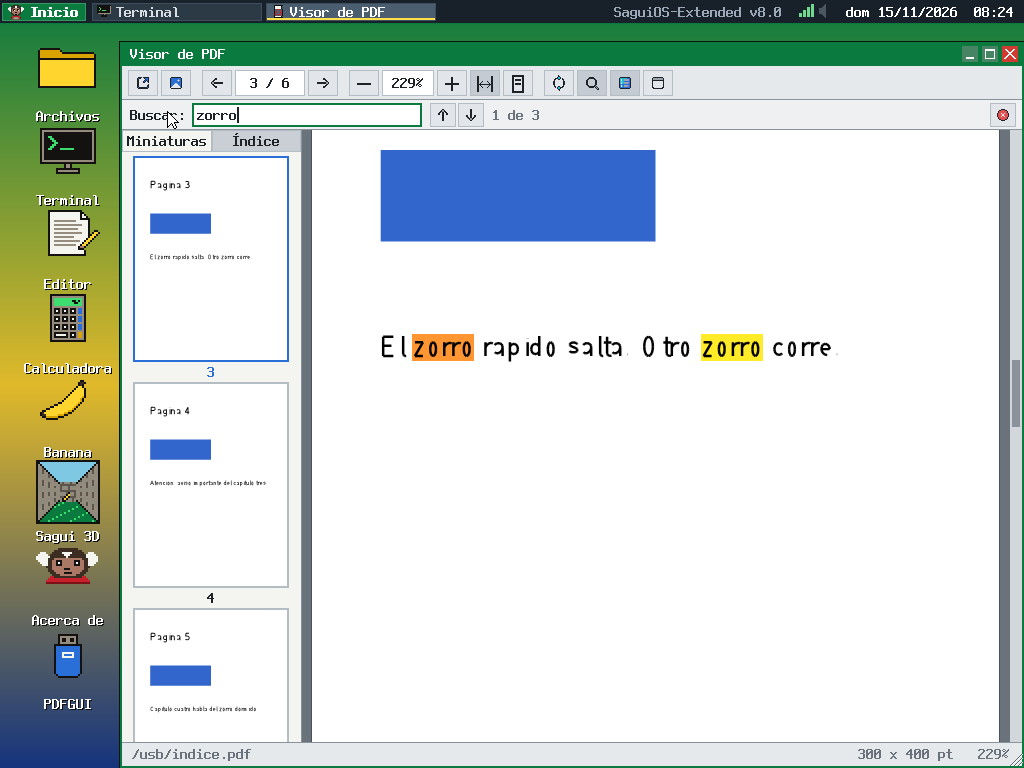 Inicio Terminal Visor de PDF SaguiOS-Extended v8.0 dom 15/11/2026 08:24
Visor de PDF
3 / 6 229%
Buscar: zorro 1 de 3
Miniaturas Índice
Archivos
Terminal
Editor
Calculadora
Banana
Sagui 3D
Acerca de
PDFGUI
Pagina 3
El zorro rapido salta. Otro zorro corre.
3
Pagina 4
Atencion: aviso importante del capitulo tres
4
Pagina 5
Capitulo cuatro habla del zorro dormido
El zorro rapido salta. Otro zorro corre.
/usb/indice.pdf 300 x 400 pt 229%